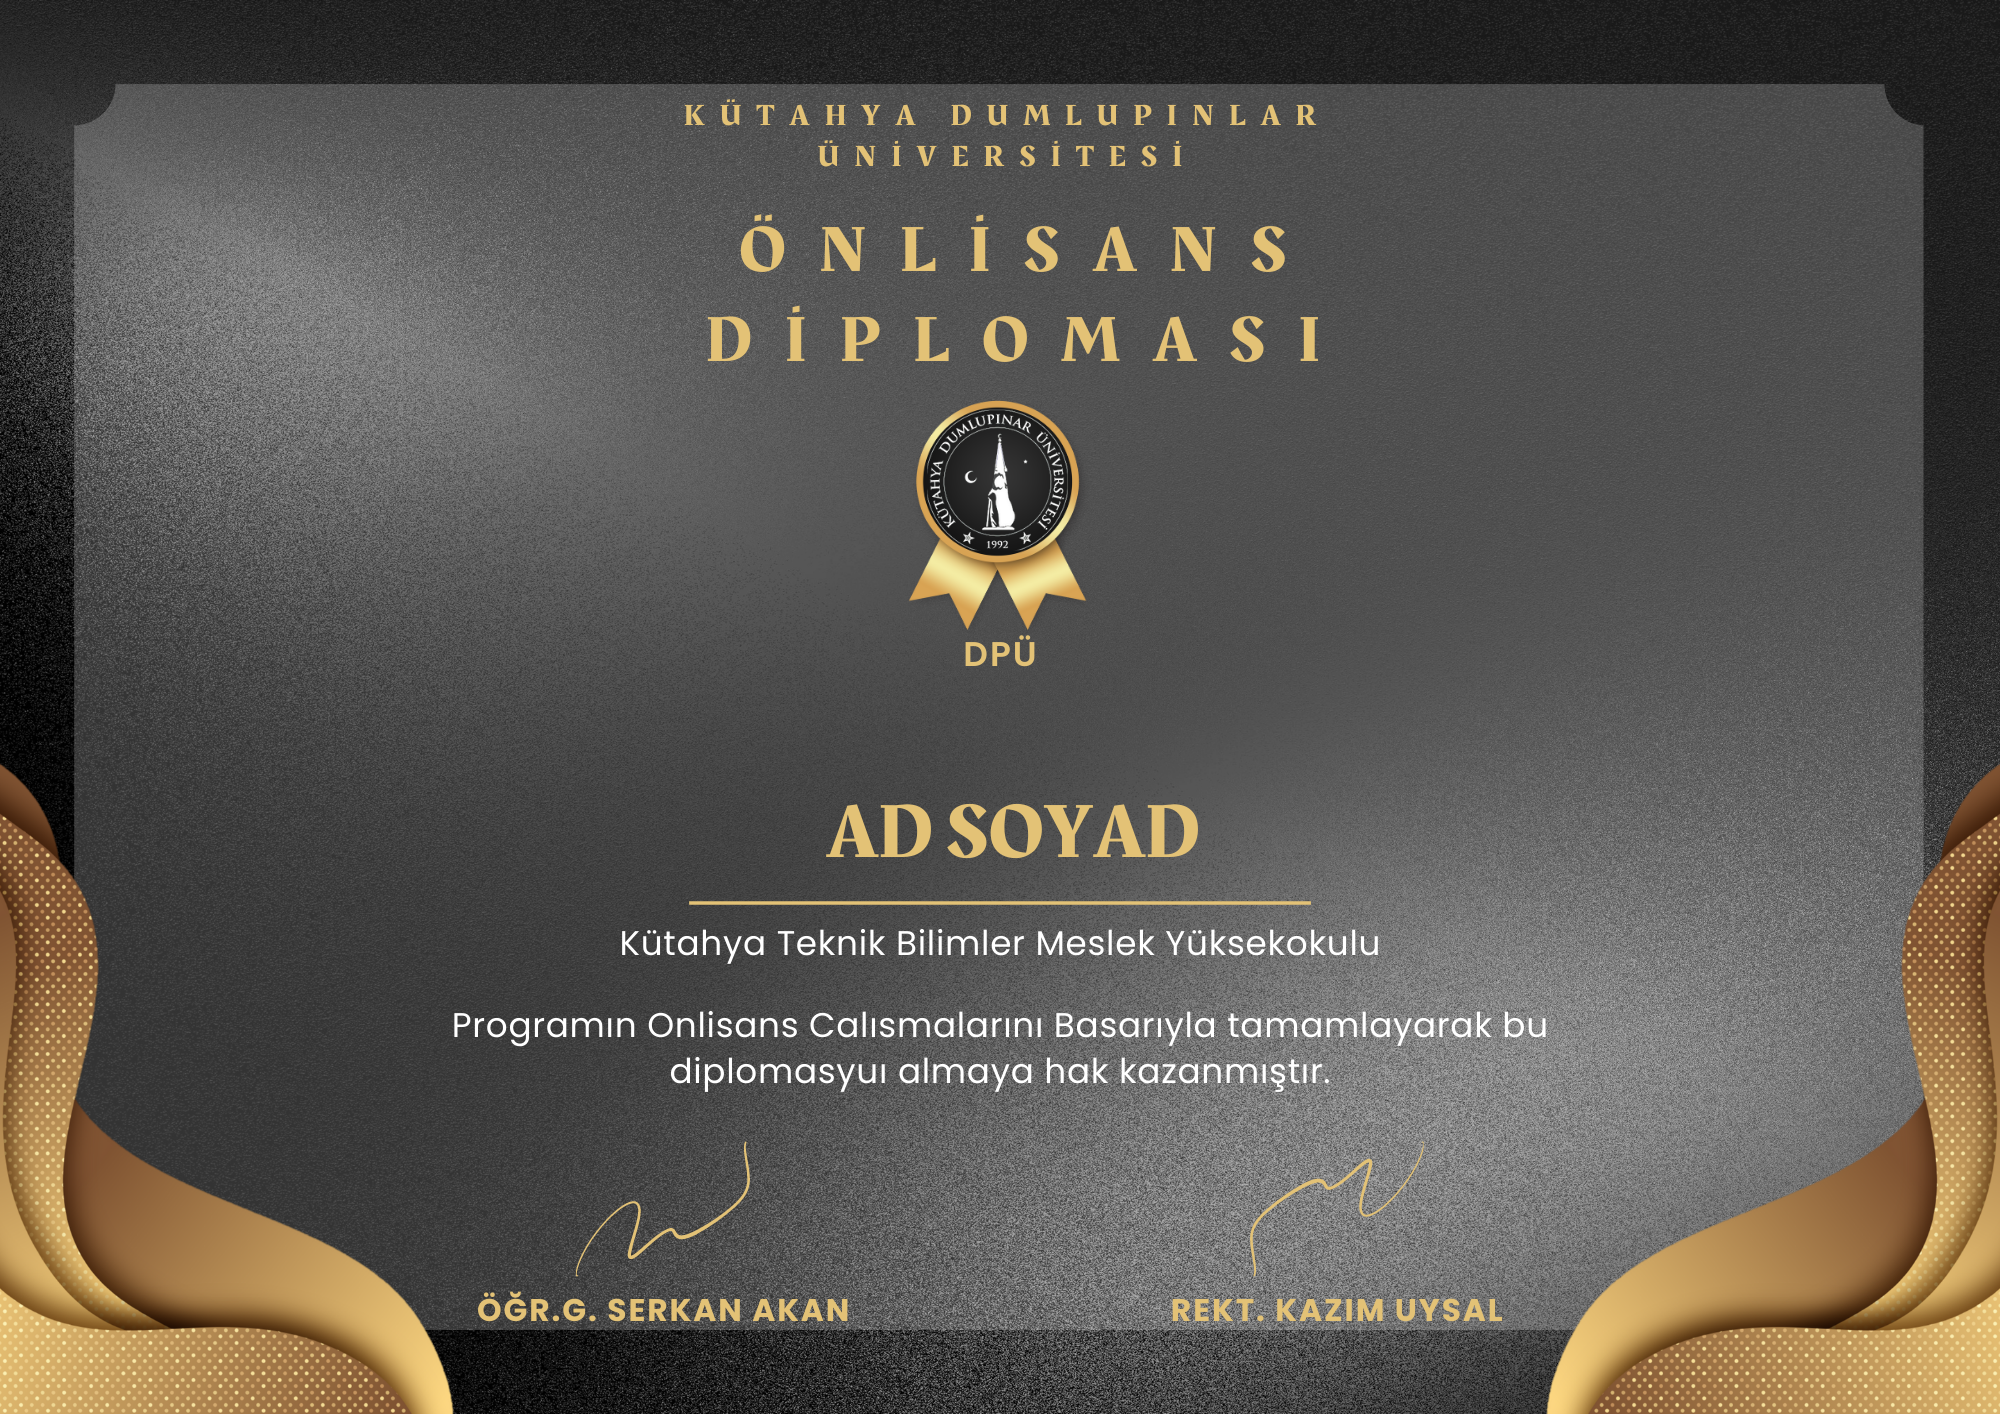 KÜTAHYA DUMLUPINLAR
ÜNİVERSİTESİ
ÖNLİSANS
DİPLOMASI
KÜTAHYA DUMLUPINAR ÜNİVERSİTESİ
1992
DPÜ
AD SOYAD
Kütahya Teknik Bilimler Meslek Yüksekokulu
Programın Onlisans Calısmalarını Basarıyla tamamlayarak bu
diplomasyuı almaya hak kazanmıştır.
ÖĞR.G. SERKAN AKAN
REKT. KAZIM UYSAL